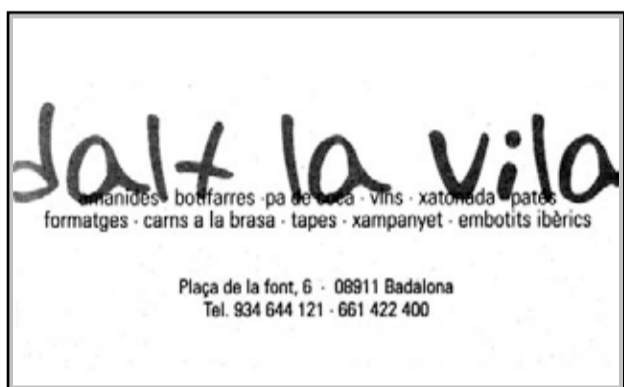 dalt la vila
amanides · botifarres · pa de coca · vins · xatonada · patés
formatges · carns a la brasa · tapes · xampanyet · embotits ibèrics
Plaça de la font, 6 · 08911 Badalona
Tel. 934 644 121 · 661 422 400